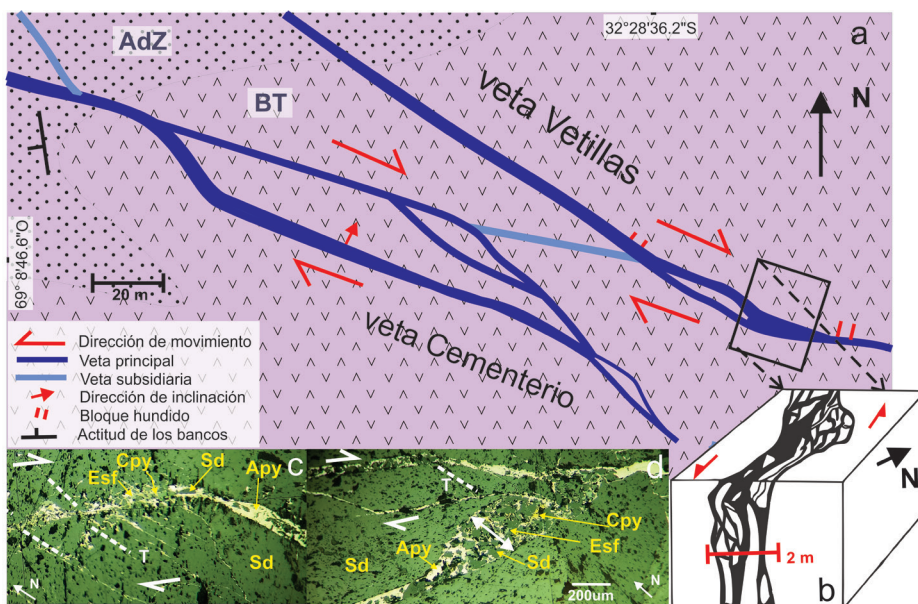 32°28'36.2"S
a
AdZ
BT
veta Vetillas
N
69° 8'46.6"O
20 m
veta Cementerio
Dirección de movimiento
Veta principal
Veta subsidiaria
Dirección de inclinación
Bloque hundido
Actitud de los bancos
c
Cpy
Sd
Esf
Apy
T
Sd
N
d
T
Cpy
Esf
Apy
Sd
Sd
200um
N
N
2 m
b